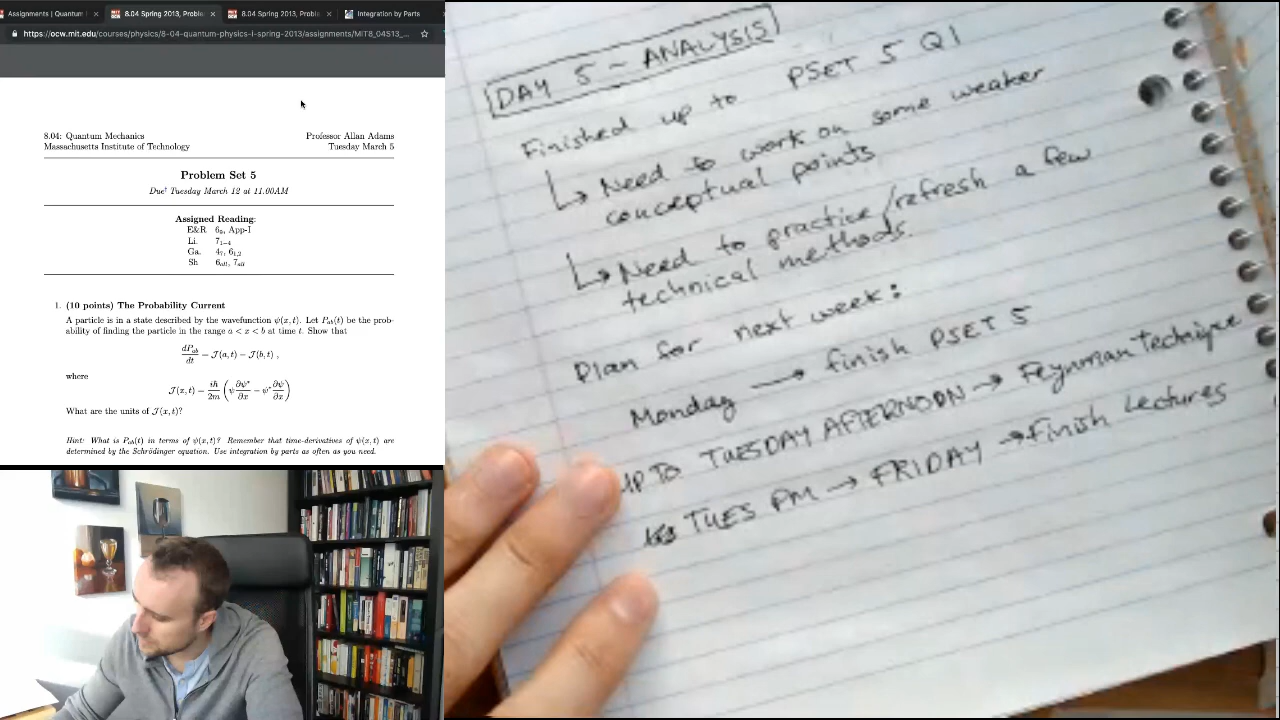 Assignments | Quantum
8.04 Spring 2013, Problem
8.04 Spring 2013, Proble
Integration by Parts
https://ocw.mit.edu/courses/physics/8-04-quantum-physics-i-spring-2013/assignments/MIT8_04S13_...
8.04: Quantum Mechanics
Professor Allan Adams
Massachusetts Institute of Technology
Tuesday March 5
Problem Set 5
Due† Tuesday March 12 at 11.00AM
Assigned Reading:
E&R 6₉, App-I
Li. 7₁₋₄
Ga. 4₇, 6₁,₂
Sh 6ₐₗₗ, 7ₐₗₗ
1. (10 points) The Probability Current
A particle is in a state described by the wavefunction ψ(x,t). Let Pab(t) be the prob-
ability of finding the particle in the range a < x < b at time t. Show that
dPab/dt = J(a,t) − J(b,t) ,
where
J(x,t) = iħ/2m (ψ ∂ψ*/∂x − ψ* ∂ψ/∂x)
What are the units of J(x,t)?
Hint: What is Pab(t) in terms of ψ(x,t)? Remember that time-derivatives of ψ(x,t) are
determined by the Schrödinger equation. Use integration by parts as often as you need.
DAY 5 - ANALYSIS
Finished up to PSET 5 Q1
↳ Need to work on some weaker
conceptual points
↳ Need to practice/refresh a few
technical methods.
Plan for next week:
Monday → finish PSET 5
UP TO TUESDAY AFTERNOON → Feynman Technique
TUES PM → FRIDAY → finish Lectures